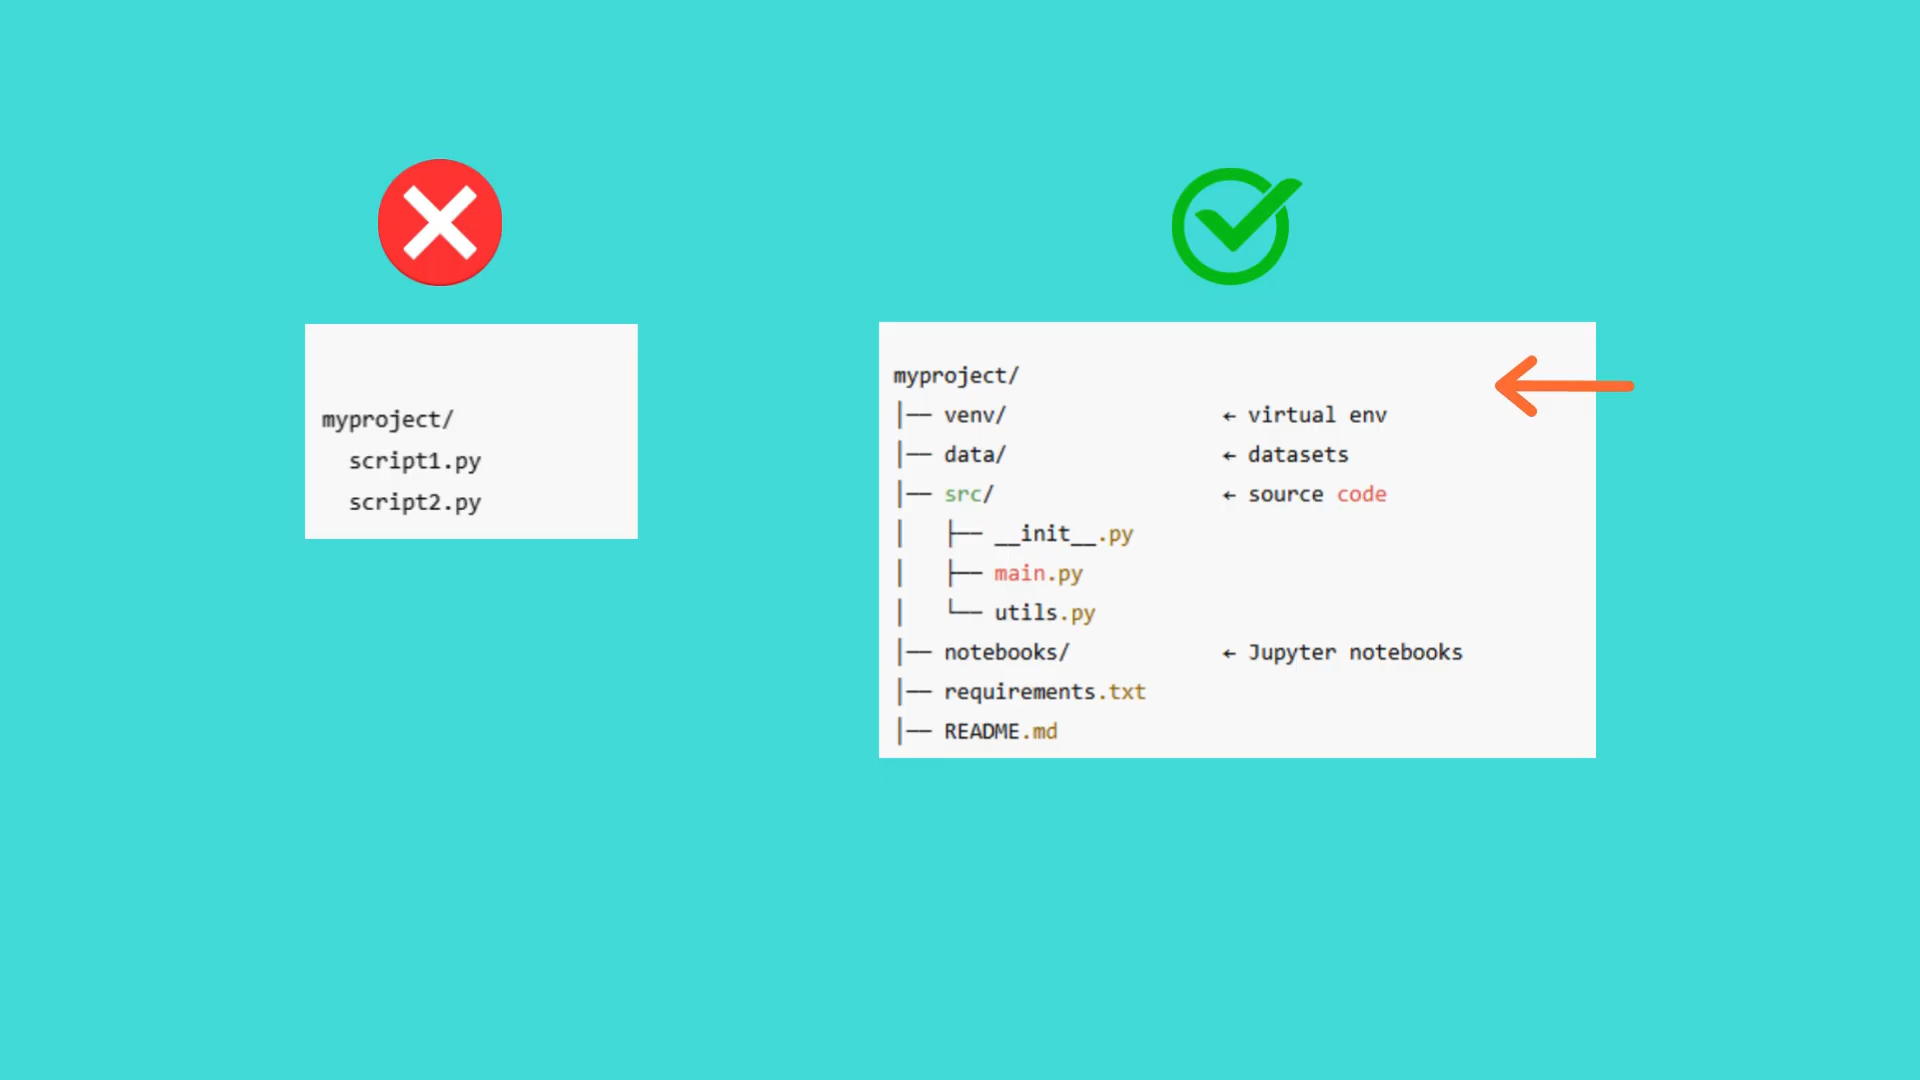 myproject/
  script1.py
  script2.py
myproject/
|── venv/ ← virtual env
|── data/ ← datasets
|── src/ ← source code
|   ├── __init__.py
|   ├── main.py
|   └── utils.py
|── notebooks/ ← Jupyter notebooks
|── requirements.txt
|── README.md